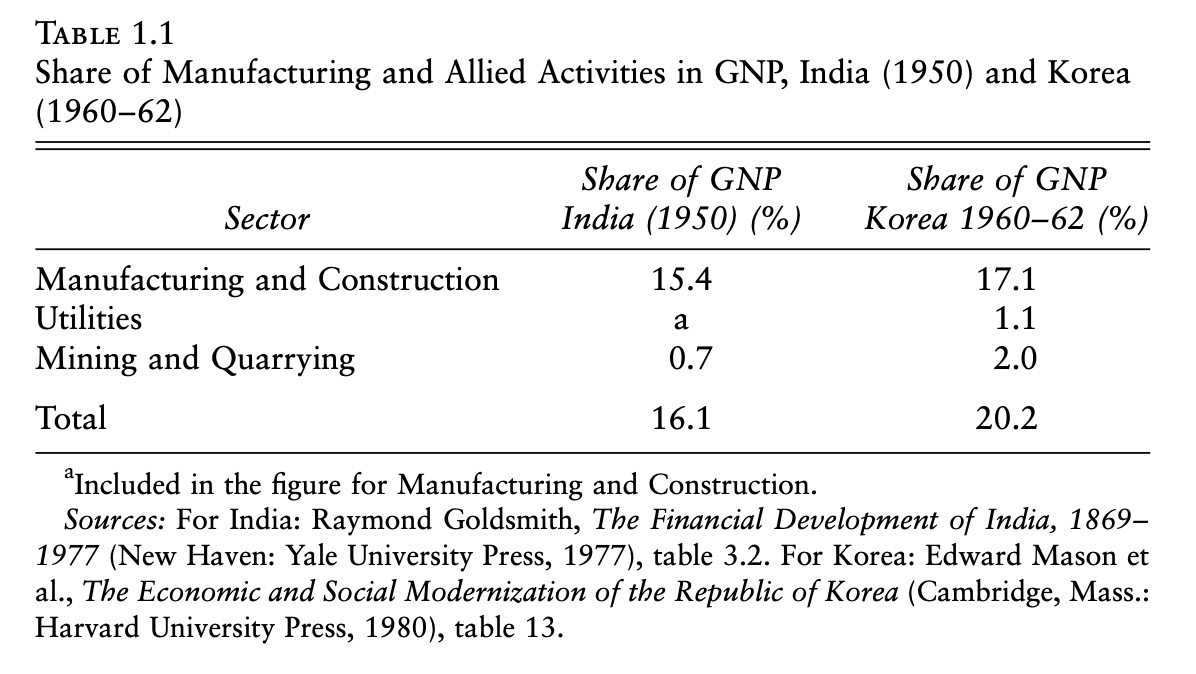 TABLE 1.1
Share of Manufacturing and Allied Activities in GNP, India (1950) and Korea
(1960–62)
Share of GNP Share of GNP
Sector India (1950) (%) Korea 1960–62 (%)
Manufacturing and Construction 15.4 17.1
Utilities a 1.1
Mining and Quarrying 0.7 2.0
Total 16.1 20.2
aIncluded in the figure for Manufacturing and Construction.
Sources: For India: Raymond Goldsmith, The Financial Development of India, 1869–
1977 (New Haven: Yale University Press, 1977), table 3.2. For Korea: Edward Mason et
al., The Economic and Social Modernization of the Republic of Korea (Cambridge, Mass.:
Harvard University Press, 1980), table 13.